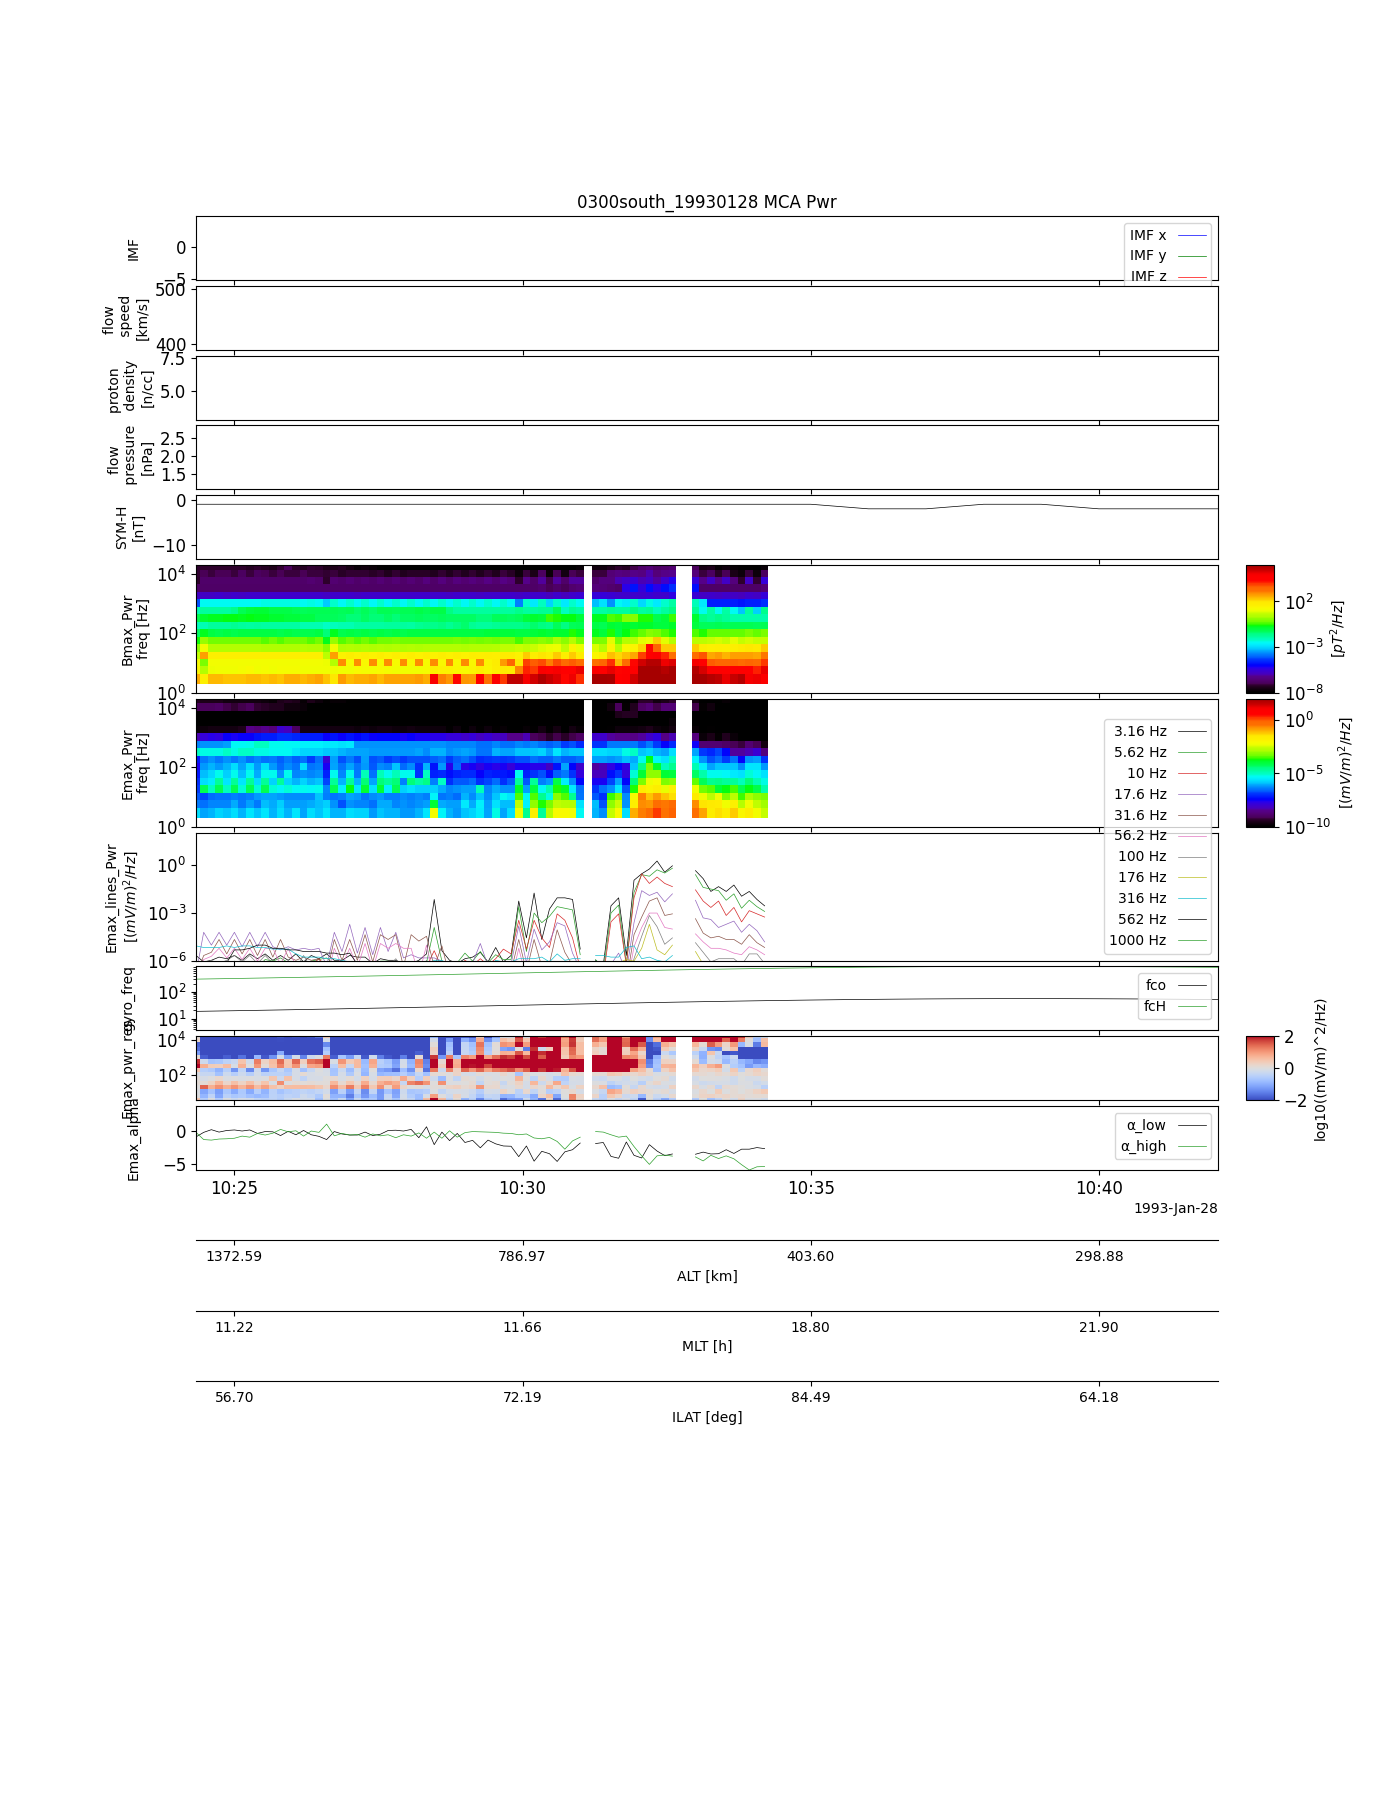 0300south_19930128 MCA Pwr
IMF
0
−5
IMF x
IMF y
IMF z
flow
speed
[km/s]
500
400
proton
density
[n/cc]
7.5
5.0
flow
pressure
[nPa]
2.5
2.0
1.5
SYM-H
[nT]
0
−10
Bmax_Pwr
freq [Hz]
10^4
10^2
10^0
10^2
10^−3
10^−8
[pT^2/Hz]
Emax_Pwr
freq [Hz]
10^4
10^2
10^0
10^0
10^−5
10^−10
[(mV/m)^2/Hz]
3.16 Hz
5.62 Hz
10 Hz
17.6 Hz
31.6 Hz
56.2 Hz
100 Hz
176 Hz
316 Hz
562 Hz
1000 Hz
Emax_lines_Pwr
[(mV/m)^2/Hz]
10^0
10^−3
10^−6
gyro_freq
10^2
10^1
fco
fcH
Emax_pwr_reg
10^4
10^2
2
0
−2
log10((mV/m)^2/Hz)
Emax_alpha
0
−5
α_low
α_high
10:25 10:30 10:35 10:40
1993-Jan-28
1372.59 786.97 403.60 298.88
ALT [km]
11.22 11.66 18.80 21.90
MLT [h]
56.70 72.19 84.49 64.18
ILAT [deg]